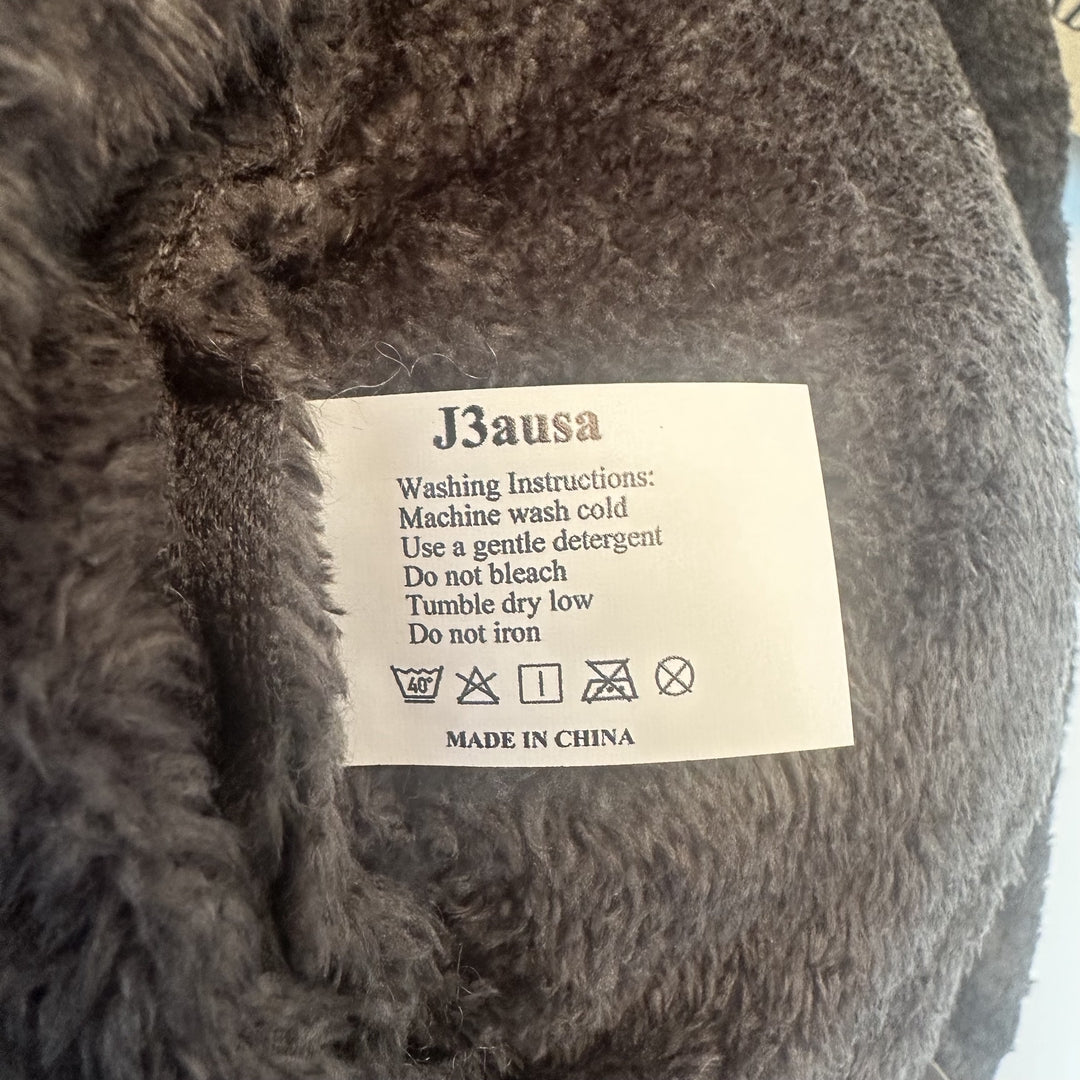 J3ausa
Washing Instructions:
Machine wash cold
Use a gentle detergent
Do not bleach
Tumble dry low
Do not iron
40°
MADE IN CHINA